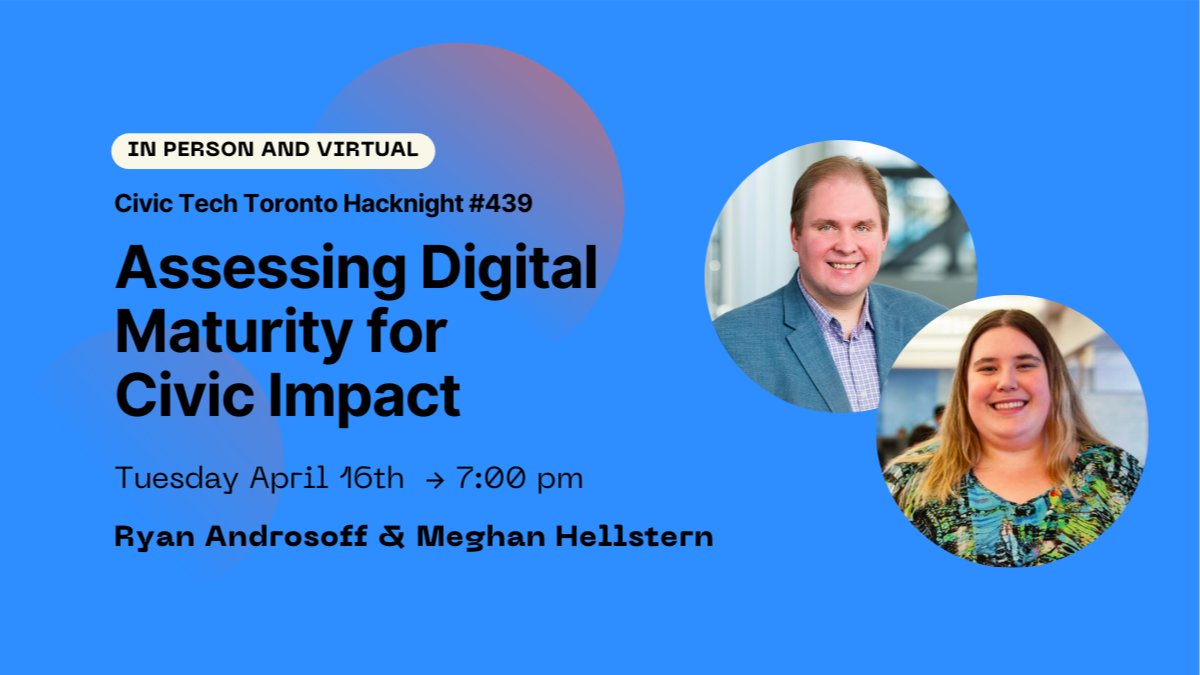 IN PERSON AND VIRTUAL
Civic Tech Toronto Hacknight #439
Assessing Digital
Maturity for
Civic Impact
Tuesday April 16th → 7:00 pm
Ryan Androsoff & Meghan Hellstern